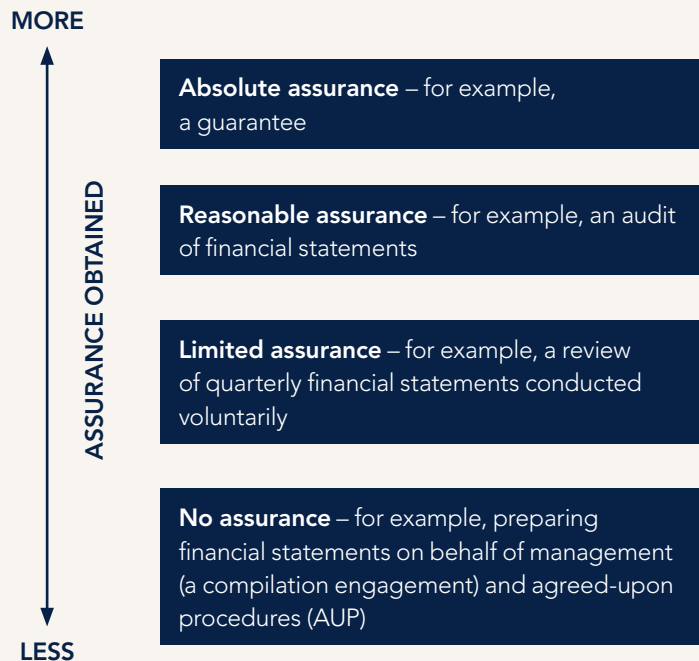 MORE
ASSURANCE OBTAINED
Absolute assurance – for example,
a guarantee
Reasonable assurance – for example, an audit
of financial statements
Limited assurance – for example, a review
of quarterly financial statements conducted
voluntarily
No assurance – for example, preparing
financial statements on behalf of management
(a compilation engagement) and agreed-upon
procedures (AUP)
LESS